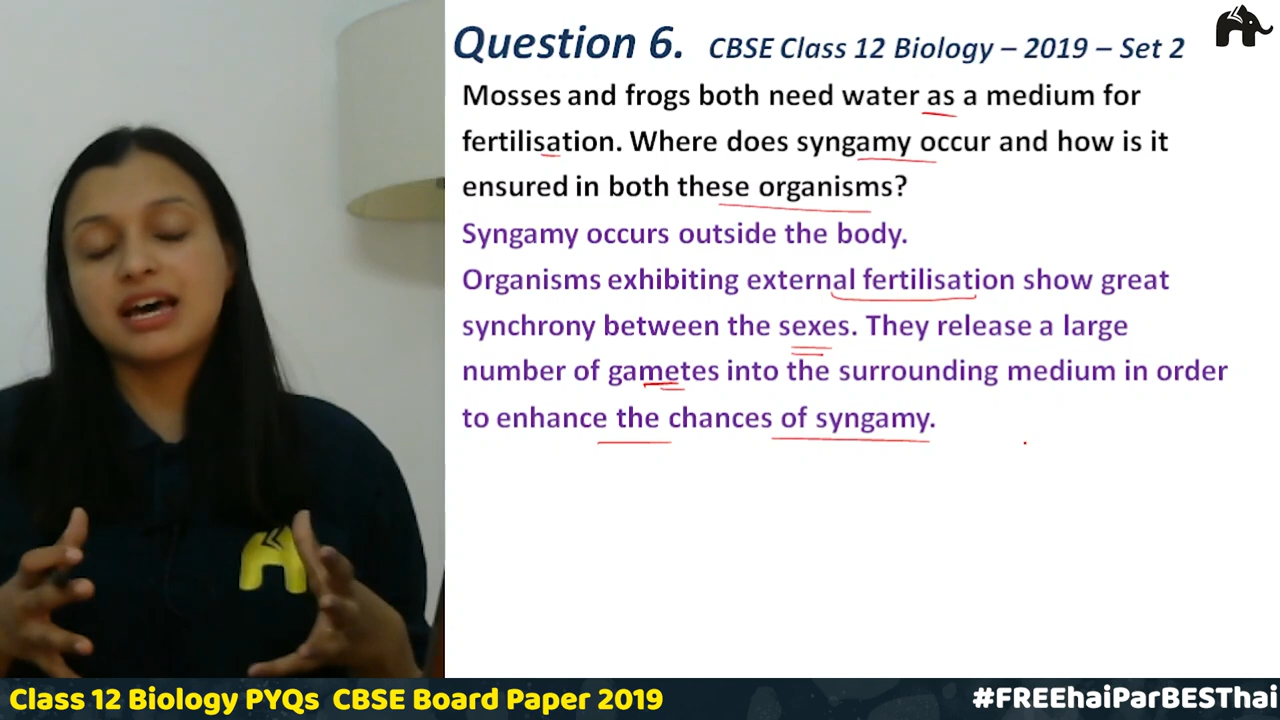 Question 6. CBSE Class 12 Biology – 2019 – Set 2
Mosses and frogs both need water as a medium for
fertilisation. Where does syngamy occur and how is it
ensured in both these organisms?
Syngamy occurs outside the body.
Organisms exhibiting external fertilisation show great
synchrony between the sexes. They release a large
number of gametes into the surrounding medium in order
to enhance the chances of syngamy.
Class 12 Biology PYQs CBSE Board Paper 2019
#FREEhaiParBESThai